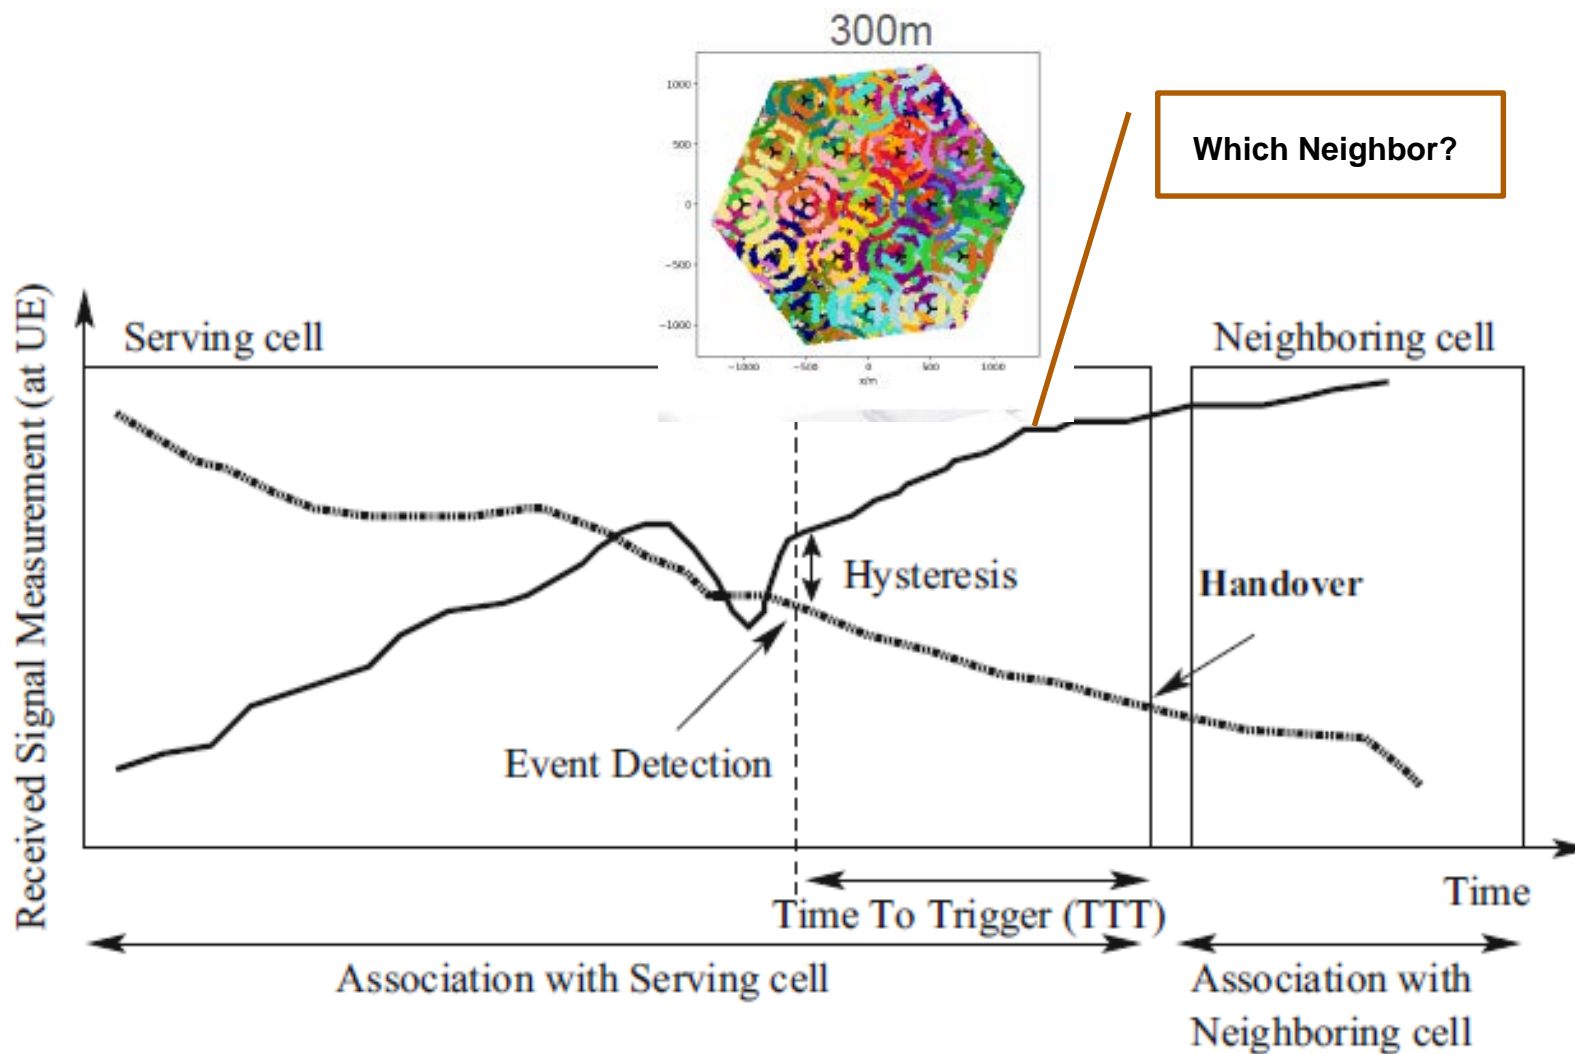 300m
1000
500
0
−500
−1000
−1000
−500
0
500
1000
x/m
Which Neighbor?
Received Signal Measurement (at UE)
Serving cell
Neighboring cell
Hysteresis
Handover
Event Detection
Time To Trigger (TTT)
Time
Association with Serving cell
Association with
Neighboring cell